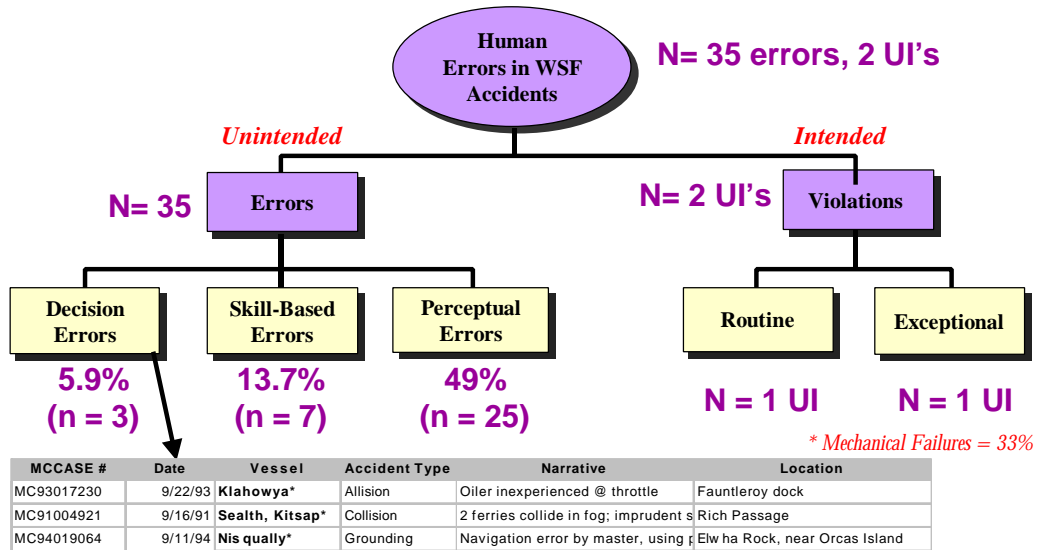 Human
Errors in WSF
Accidents
N= 35 errors, 2 UI's
Unintended
Intended
N= 35
Errors
N= 2 UI's
Violations
Decision
Errors
Skill-Based
Errors
Perceptual
Errors
Routine
Exceptional
5.9%
(n = 3)
13.7%
(n = 7)
49%
(n = 25)
N = 1 UI
N = 1 UI
* Mechanical Failures = 33%
MCCASE # Date Vessel Accident Type Narrative Location
MC93017230 9/22/93 Klahowya* Allision Oiler inexperienced @ throttle Fauntleroy dock
MC91004921 9/16/91 Sealth, Kitsap* Collision 2 ferries collide in fog; imprudent s Rich Passage
MC94019064 9/11/94 Nisqually* Grounding Navigation error by master, using p Elwha Rock, near Orcas Island